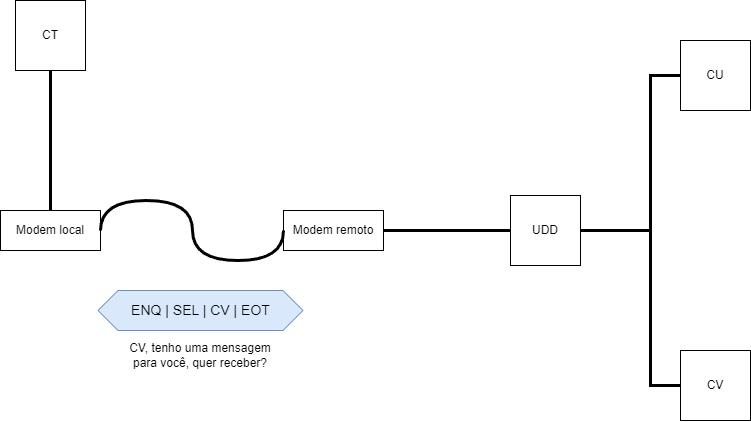 CT
CU
Modem local
Modem remoto
UDD
ENQ | SEL | CV | EOT
CV, tenho uma mensagem
para você, quer receber?
CV